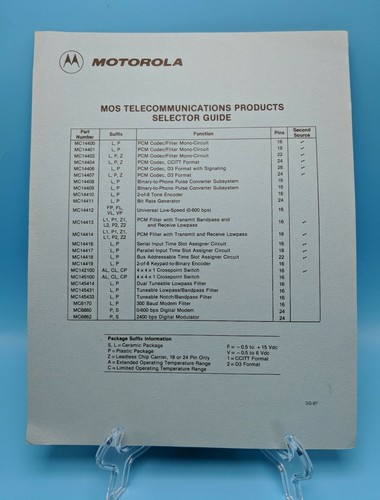 MOTOROLA
MOS TELECOMMUNICATIONS PRODUCTS
SELECTOR GUIDE
Part Number Suffix Function Pins Second Source
MC14400 L, P PCM Codec/Filter Mono-Circuit 16 ✓
MC14401 L, P PCM Codec/Filter Mono-Circuit 18 ✓
MC14402 L, P, Z PCM Codec/Filter Mono-Circuit 22 ✓
MC14404 L, P, Z PCM Codec, CCITT Format 24 ✓
MC14406 L, P PCM Codec, D3 Format with Signaling 28 ✓
MC14407 L, P, Z PCM Codec, D3 Format 24 ✓
MC14408 L, P Binary-to-Phone Pulse Converter Subsystem 16
MC14409 L, P Binary-to-Phone Pulse Converter Subsystem 16
MC14410 L, P 2-of-8 Tone Encoder 16
MC14411 L, P Bit Rate Generator 24
MC14412 FP, FL, VL, VP Universal Low-Speed (0-600 bps) 16
MC14413 L1, P1, Z1, L2, P2, Z2 PCM Filter with Transmit Bandpass and and Receive Lowpass 16 ✓
MC14414 L1, P1, Z1, L1, P2, Z2 PCM Filter with Transmit and Receive Lowpass 16 ✓
MC14416 L, P Serial Input Time Slot Assigner Circuit 16 ✓
MC14417 L, P Parallel Input Time Slot Assigner Circuit 18 ✓
MC14418 L, P Bus Addressable Time Slot Assigner Circuit 22 ✓
MC14419 L, P 2-of-8 Keypad-to-Binary Encoder 16
MC142100 AL, CL, CP 4 x 4 x 1 Crosspoint Switch 16 ✓
MC145100 AL, CL, CP 4 x 4 x 1 Crosspoint Switch 16
MC145414 L, P Dual Tuneable Lowpass Filter 16
MC145431 L, P Tuneable Lowpass/Bandpass Filter 16
MC145433 L, P Tuneable Notch/Bandpass Filter 16
MC6170 L, P 300 Baud Modem Filter 16
MC6860 P, S 0-600 bps Digital Modem 24
MC6862 P, S 2400 bps Digital Modulator 24
Package Suffix Information
S, L = Ceramic Package F = -0.5 to + 15 Vdc
P = Plastic Package V = -0.5 to 6 Vdc
Z = Leadless Chip Carrier, 18 or 24 Pin Only 1 = CCITT Format
A = Extended Operating Temperature Range 2 = D3 Format
C = Limited Operating Temperature Range